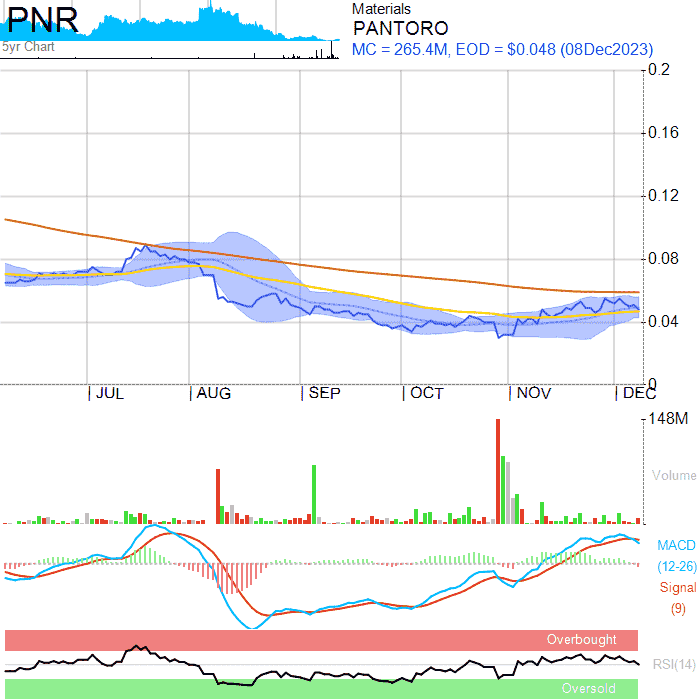 PNR
5yr Chart
Materials
PANTORO
MC = 265.4M, EOD = $0.048 (08Dec2023)
0.2
0.16
0.12
0.08
0.04
0
JUL AUG SEP OCT NOV DEC
148M
Volume
MACD
(12-26)
Signal
(9)
Overbought
RSI(14)
Oversold